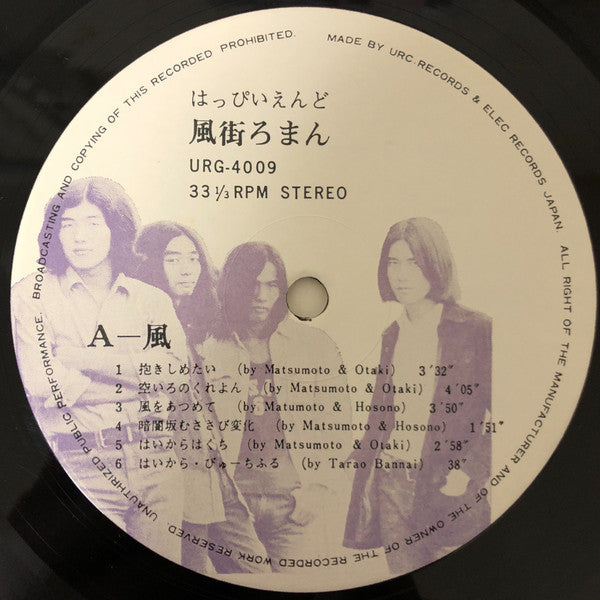 UNAUTHORIZED PUBLIC PERFORMANCE. BROADCASTING AND COPYING OF THIS RECORDED PROHIBITED. MADE BY URC.RECORDS & ELEC RECORDS JAPAN. ALL RIGHT OF THE MANUFACTURER AND OF THE OWNER OF THE RECORDED WORK RESERVED
はっぴいえんど
風街ろまん
URG-4009
33 1/3 RPM STEREO
A—風
1 抱きしめたい (by Matsumoto & Otaki) 3′32″
2 空いろのくれよん (by Matsumoto & Otaki) 4′05″
3 風をあつめて (by Matumoto & Hosono) 3′50″
4 暗闇坂むささび変化 (by Matsumoto & Hosono) 1′51″
5 はいからはくち (by Matsumoto & Otaki) 2′58″
6 はいから・びゅーちふる (by Tarao Bannai) 38″